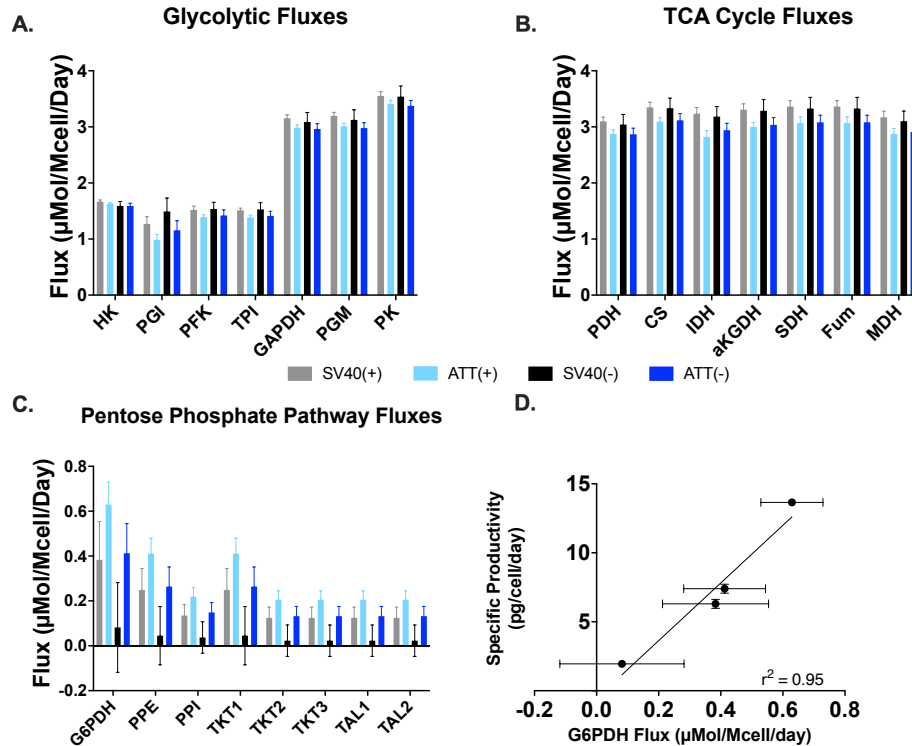 A.
Glycolytic Fluxes
Flux (μMol/Mcell/Day)
4
3
2
1
0
HK
PGI
PFK
TPI
GAPDH
PGM
PK
B.
TCA Cycle Fluxes
Flux (μMol/Mcell/Day)
4
3
2
1
0
PDH
CS
IDH
aKGDH
SDH
Fum
MDH
SV40(+) ATT(+) SV40(-) ATT(-)
C.
Pentose Phosphate Pathway Fluxes
Flux (μMol/Mcell/Day)
0.8
0.6
0.4
0.2
0.0
-0.2
G6PDH
PPE
PPI
TKT1
TKT2
TKT3
TAL1
TAL2
D.
Specific Productivity
(pg/cell/day)
15
10
5
r² = 0.95
-0.2 0.0 0.2 0.4 0.6 0.8
G6PDH Flux (μMol/Mcell/day)